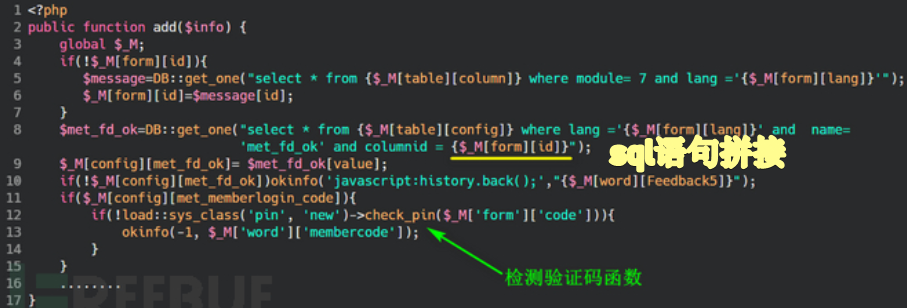 1 <?php
2 public function add($info) {
3 global $_M;
4 if(!$_M[form][id]){
5 $message=DB::get_one("select * from {$_M[table][column]} where module= 7 and lang ='{$_M[form][lang]}'");
6 $_M[form][id]=$message[id];
7 }
8 $met_fd_ok=DB::get_one("select * from {$_M[table][config]} where lang ='{$_M[form][lang]}' and name=
'met_fd_ok' and columnid = {$_M[form][id]}");
sql语句拼接
9 $_M[config][met_fd_ok]= $met_fd_ok[value];
10 if(!$_M[config][met_fd_ok])okinfo('javascript:history.back();',"{$_M[word][Feedback5]}");
11 if($_M[config][met_memberlogin_code]){
12 if(!load::sys_class('pin', 'new')->check_pin($_M['form']['code'])){
13 okinfo(-1, $_M['word']['membercode']);
14 }
15 }
检测验证码函数
16 ........
17 }
FREEBUF